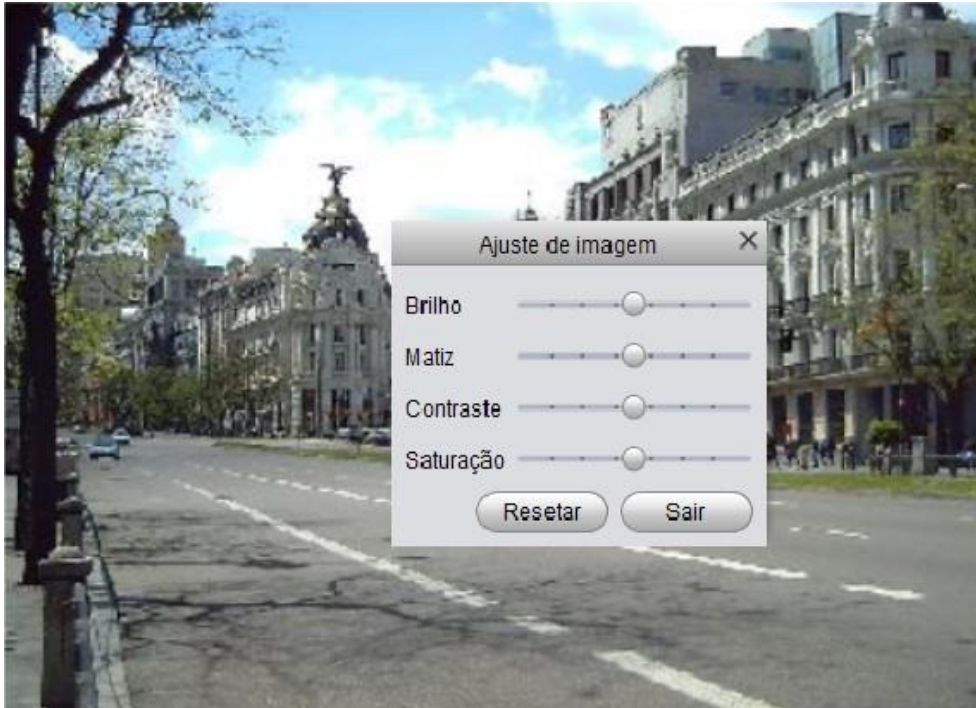 Ajuste de imagem
Brilho
Matiz
Contraste
Saturação
Resetar Sair